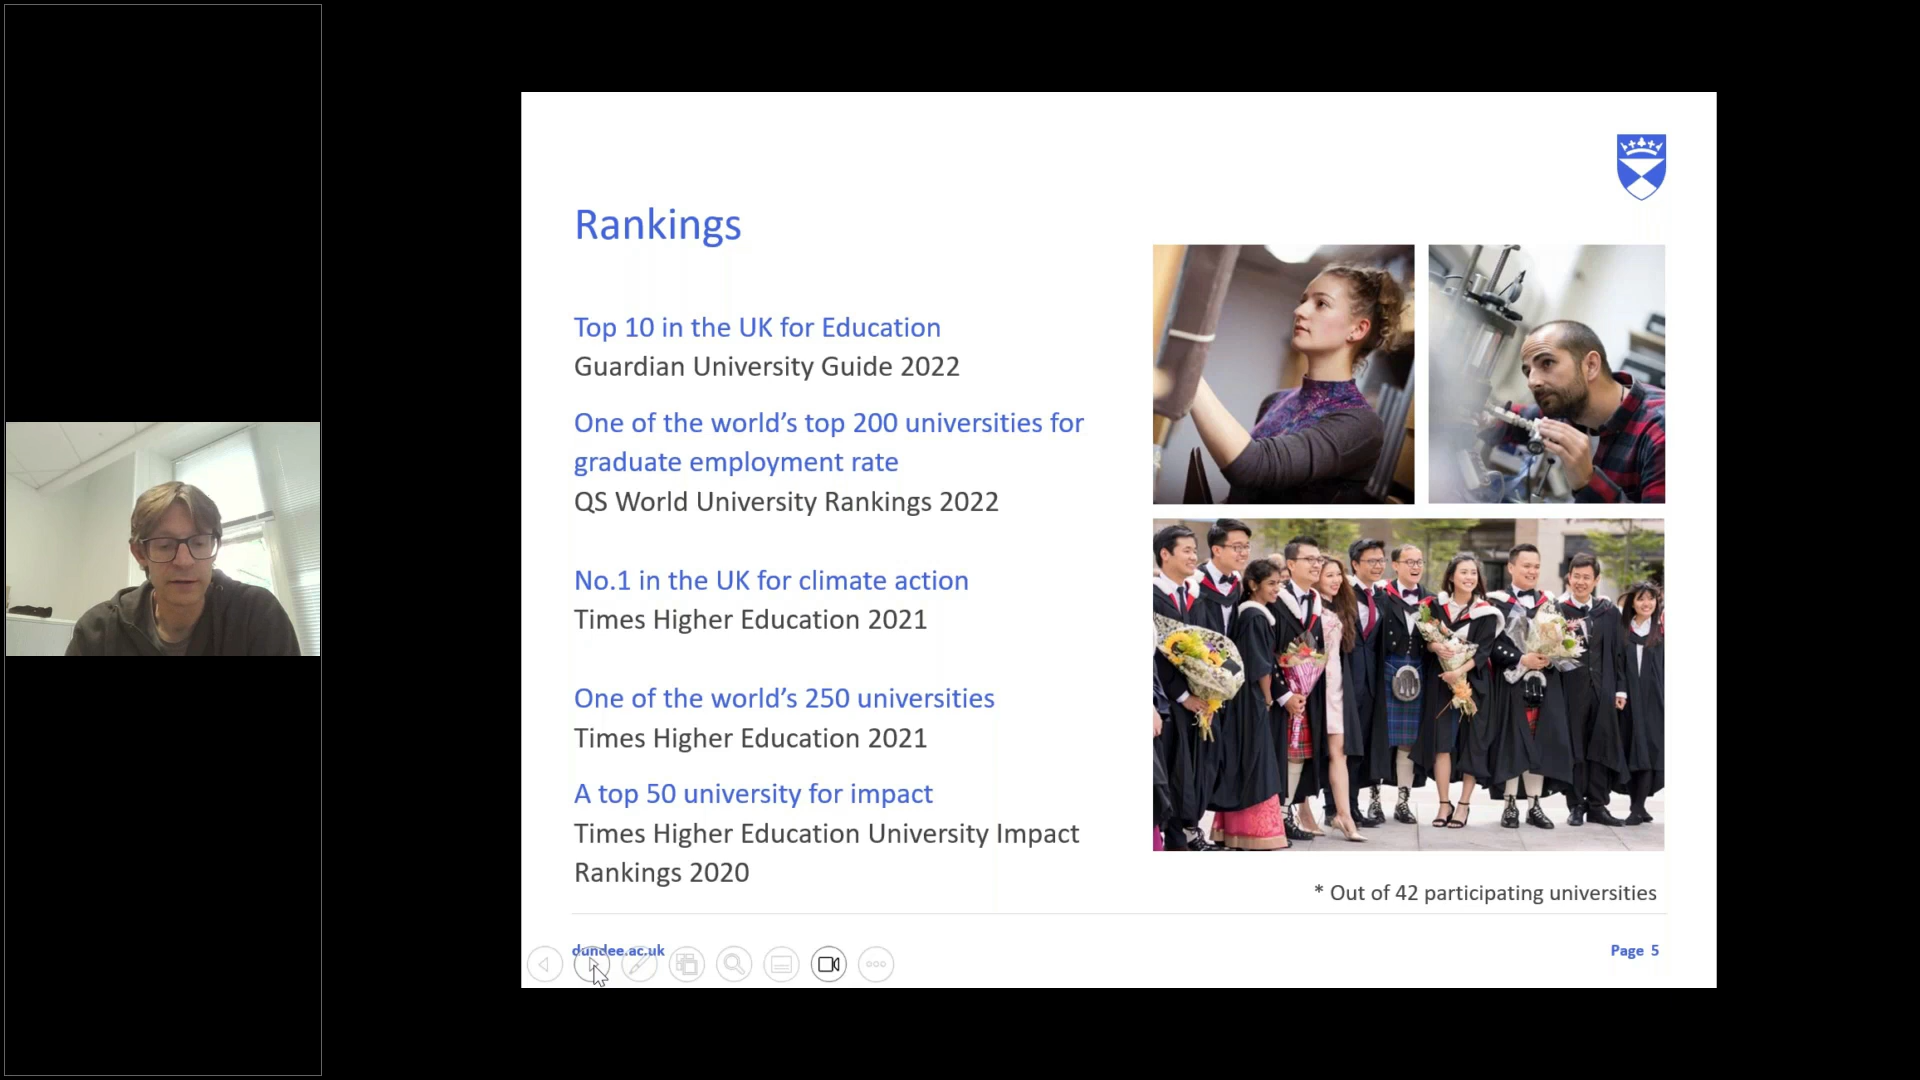 Rankings
Top 10 in the UK for Education
Guardian University Guide 2022
One of the world’s top 200 universities for
graduate employment rate
QS World University Rankings 2022
No.1 in the UK for climate action
Times Higher Education 2021
One of the world’s 250 universities
Times Higher Education 2021
A top 50 university for impact
Times Higher Education University Impact
Rankings 2020
* Out of 42 participating universities
dundee.ac.uk
Page 5